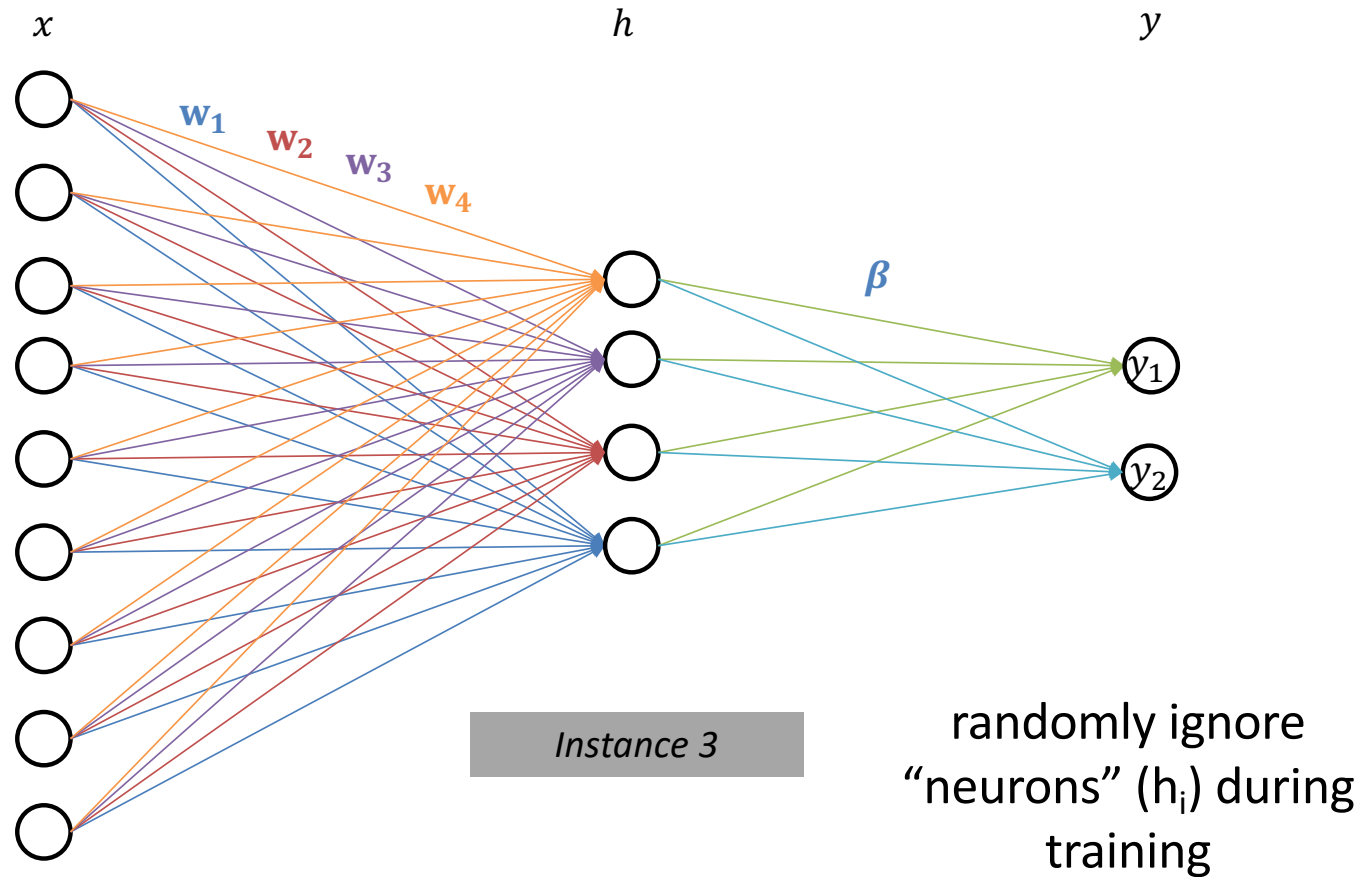 x
h
y
w₁
w₂
w₃
w₄
β
y₁
y₂
Instance 3
randomly ignore
“neurons” (hᵢ) during
training